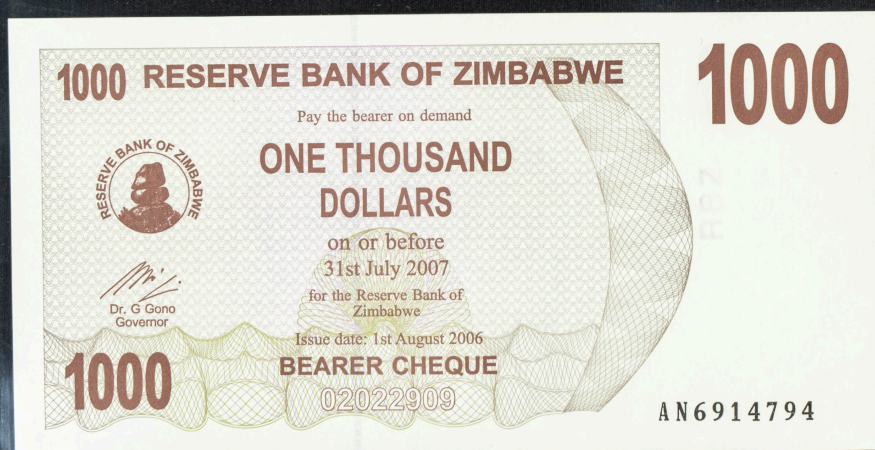 1000 RESERVE BANK OF ZIMBABWE
1000
Pay the bearer on demand
ONE THOUSAND
DOLLARS
RESERVE BANK OF ZIMBABWE
on or before
31st July 2007
for the Reserve Bank of
Zimbabwe
Dr. G Gono
Governor
Issue date: 1st August 2006
BEARER CHEQUE
1000
02022909
AN6914794
RBZ